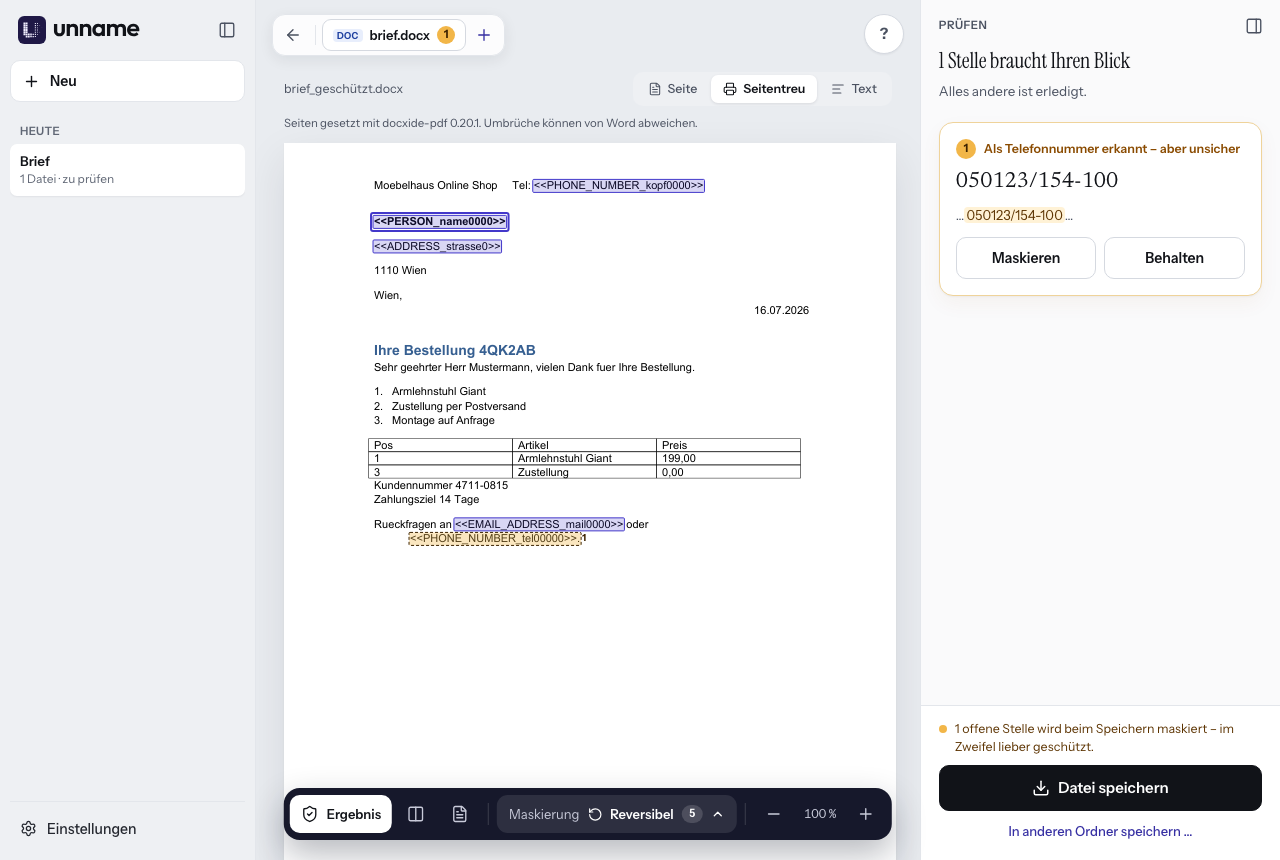 unname
Neu
HEUTE
Brief
1 Datei · zu prüfen
Einstellungen
DOC brief.docx 1
?
brief_geschützt.docx
Seite Seitentreu Text
Seiten gesetzt mit docxide-pdf 0.20.1. Umbrüche können von Word abweichen.
Moebelhaus Online Shop Tel: <<PHONE_NUMBER_kopf0000>>
<<PERSON_name0000>>
<<ADDRESS_strasse0>>
1110 Wien
Wien,
16.07.2026
Ihre Bestellung 4QK2AB
Sehr geehrter Herr Mustermann, vielen Dank fuer Ihre Bestellung.
1. Armlehnstuhl Giant
2. Zustellung per Postversand
3. Montage auf Anfrage
Pos Artikel Preis
1 Armlehnstuhl Giant 199,00
3 Zustellung 0,00
Kundennummer 4711-0815
Zahlungsziel 14 Tage
Rueckfragen an <<EMAIL_ADDRESS_mail0000>> oder
<<PHONE_NUMBER_tel00000>>. 1
Ergebnis Maskierung Reversibel 5 100 %
PRÜFEN
1 Stelle braucht Ihren Blick
Alles andere ist erledigt.
1 Als Telefonnummer erkannt – aber unsicher
050123/154-100
... 050123/154-100 ...
Maskieren Behalten
1 offene Stelle wird beim Speichern maskiert – im
Zweifel lieber geschützt.
Datei speichern
In anderen Ordner speichern ...